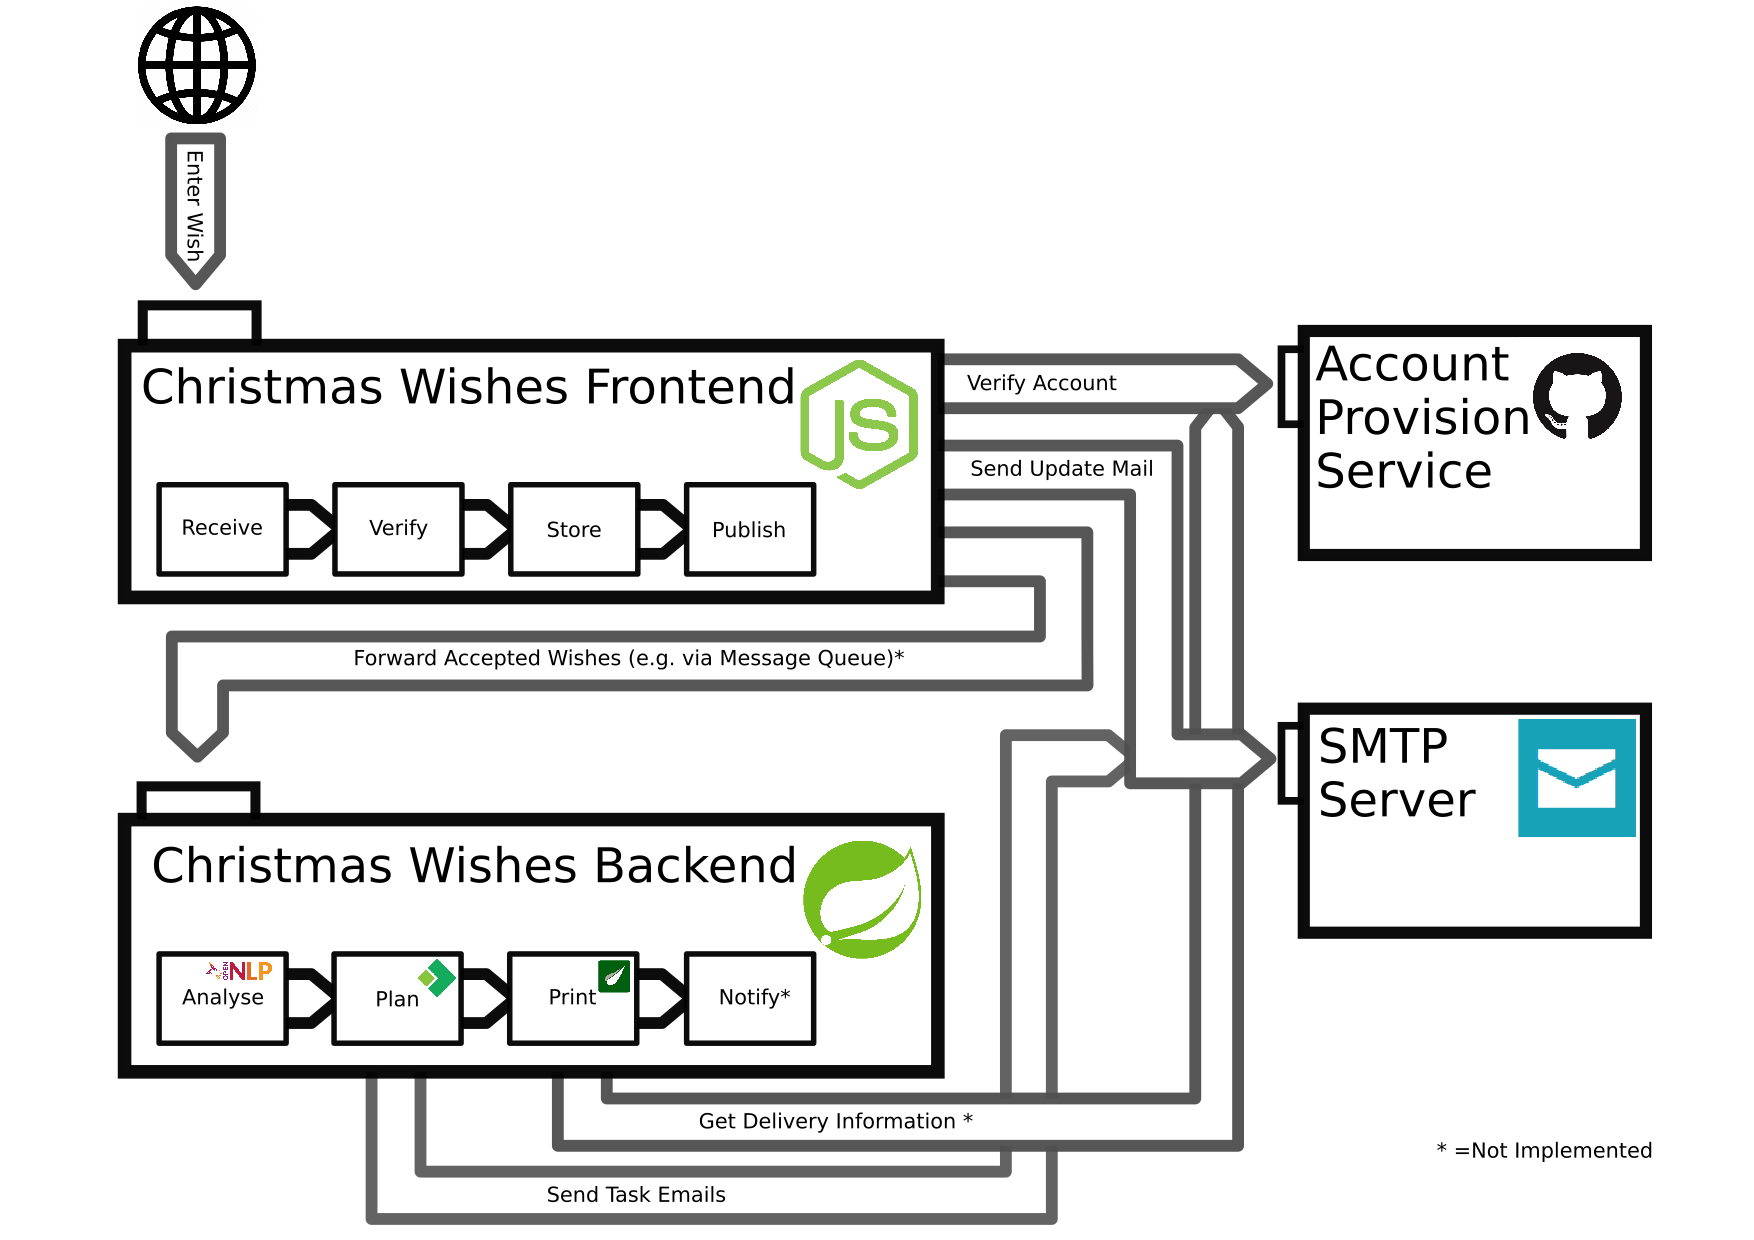 Enter Wish
Christmas Wishes Frontend
JS
Receive
Verify
Store
Publish
Verify Account
Send Update Mail
Account
Provision
Service
Forward Accepted Wishes (e.g. via Message Queue)*
SMTP
Server
Christmas Wishes Backend
OPEN
NLP
Analyse
Plan
Print
Notify*
Get Delivery Information *
Send Task Emails
* =Not Implemented